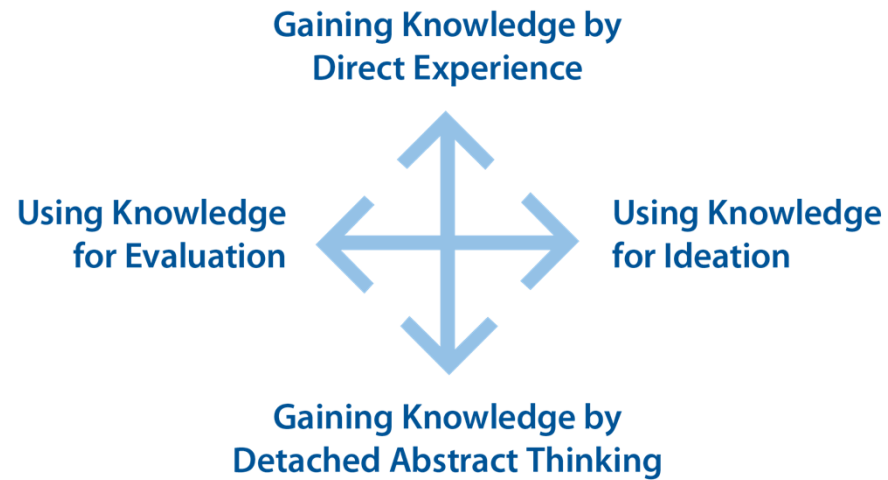 Gaining Knowledge by
Direct Experience
Using Knowledge
for Evaluation
Using Knowledge
for Ideation
Gaining Knowledge by
Detached Abstract Thinking